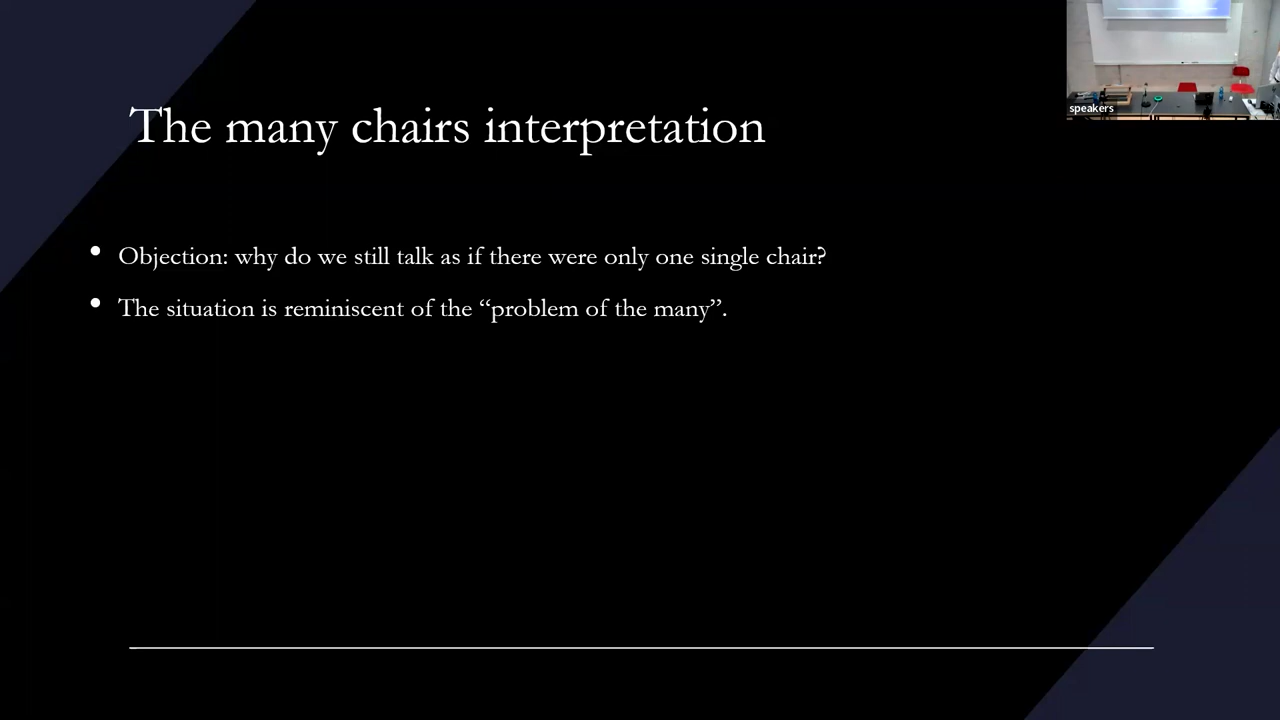 The many chairs interpretation
• Objection: why do we still talk as if there were only one single chair?
• The situation is reminiscent of the “problem of the many”.
speakers